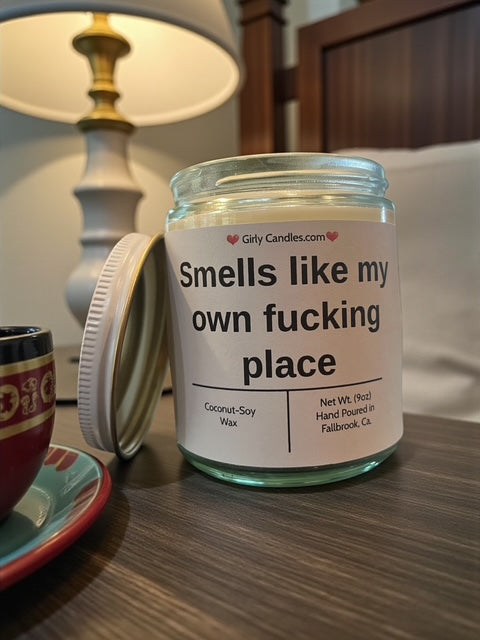 Girly Candles.com
Smells like my
own fucking
place
Coconut-Soy
Wax
Net Wt. (9oz)
Hand Poured in
Fallbrook, Ca.